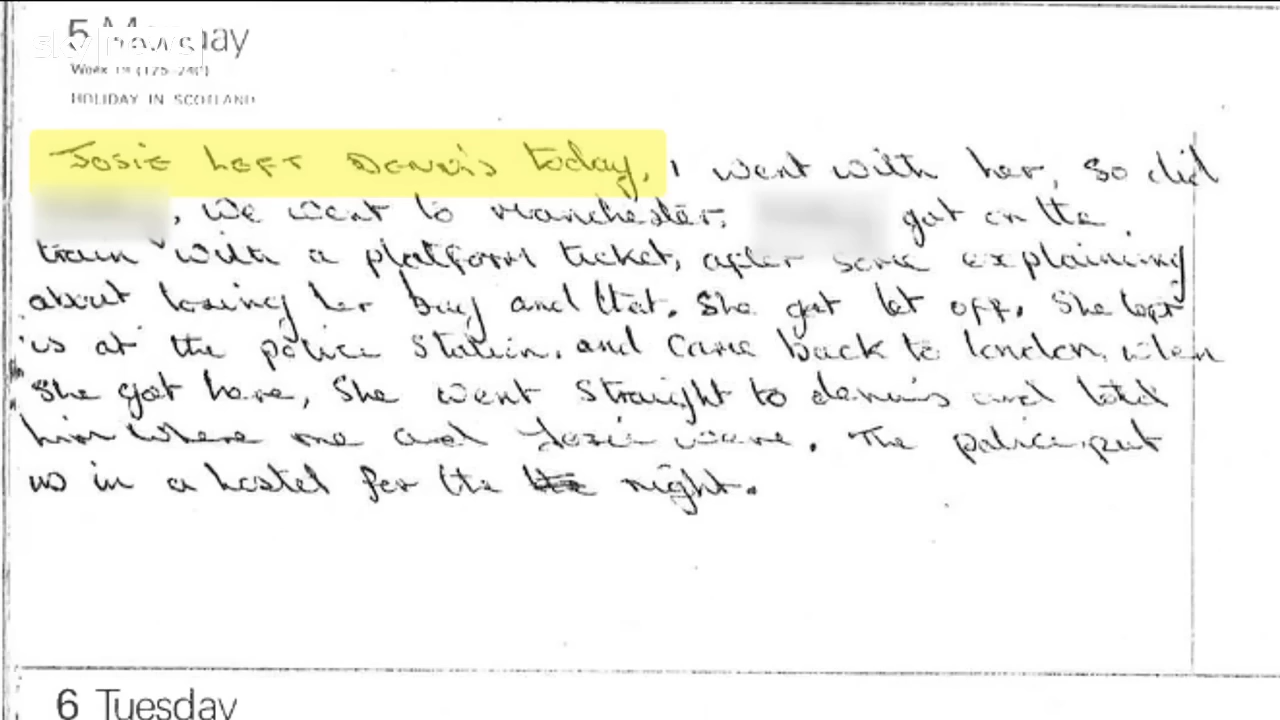 sky news
5 Monday
Week 19 (125-240)
HOLIDAY IN SCOTLAND
Josie Left Dennis today, I went with her, So did
, We went to Manchester. got on the
train with a platform ticket, after some explaining
about losing her bag and that. She got let off. She left
us at the police Station, and Came back to london, when
She got here, She went Straight to dennis and told
him where me and Josie were. The police put
us in a hostel for the the night.
6 Tuesday